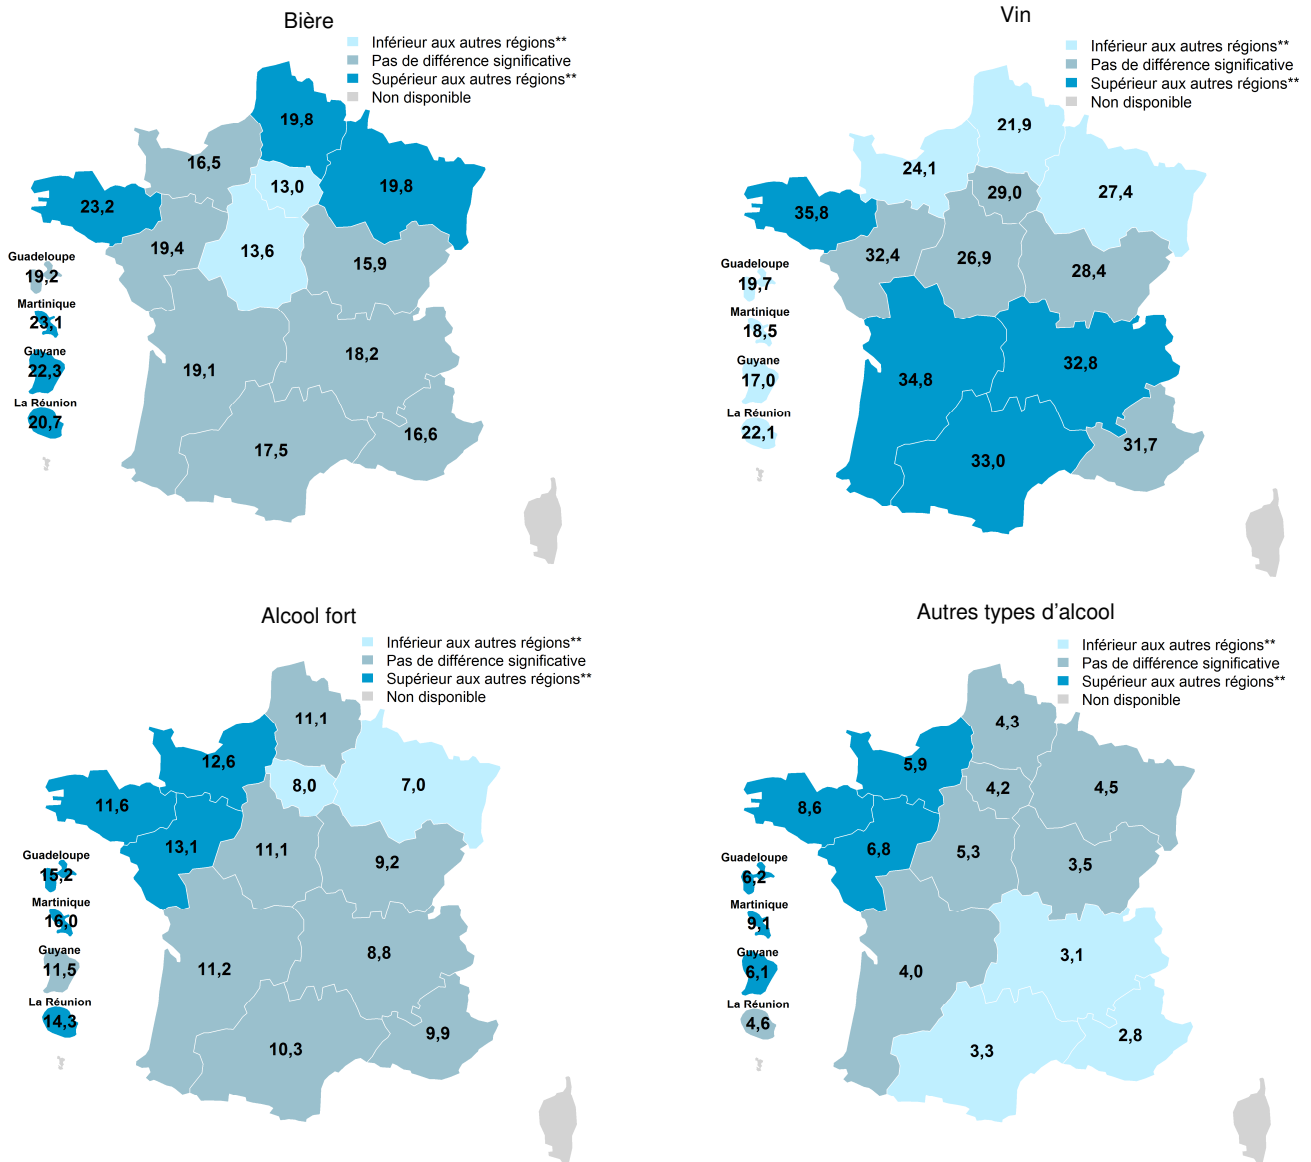 Bière
Inférieur aux autres régions**
Pas de différence significative
Supérieur aux autres régions**
Non disponible
19,8
16,5
13,0
19,8
23,2
19,4
13,6
15,9
Guadeloupe
19,2
Martinique
23,1
Guyane
22,3
La Réunion
20,7
18,2
19,1
16,6
17,5
Vin
Inférieur aux autres régions**
Pas de différence significative
Supérieur aux autres régions**
Non disponible
21,9
24,1
29,0
27,4
35,8
32,4
26,9
28,4
Guadeloupe
19,7
Martinique
18,5
Guyane
17,0
La Réunion
22,1
32,8
34,8
31,7
33,0
Alcool fort
Inférieur aux autres régions**
Pas de différence significative
Supérieur aux autres régions**
Non disponible
11,1
12,6
8,0
7,0
11,6
13,1
11,1
9,2
Guadeloupe
15,2
Martinique
16,0
Guyane
11,5
La Réunion
14,3
8,8
11,2
9,9
10,3
Autres types d’alcool
Inférieur aux autres régions**
Pas de différence significative
Supérieur aux autres régions**
Non disponible
4,3
5,9
4,2
4,5
8,6
6,8
5,3
3,5
Guadeloupe
6,2
Martinique
9,1
Guyane
6,1
La Réunion
4,6
3,1
4,0
2,8
3,3